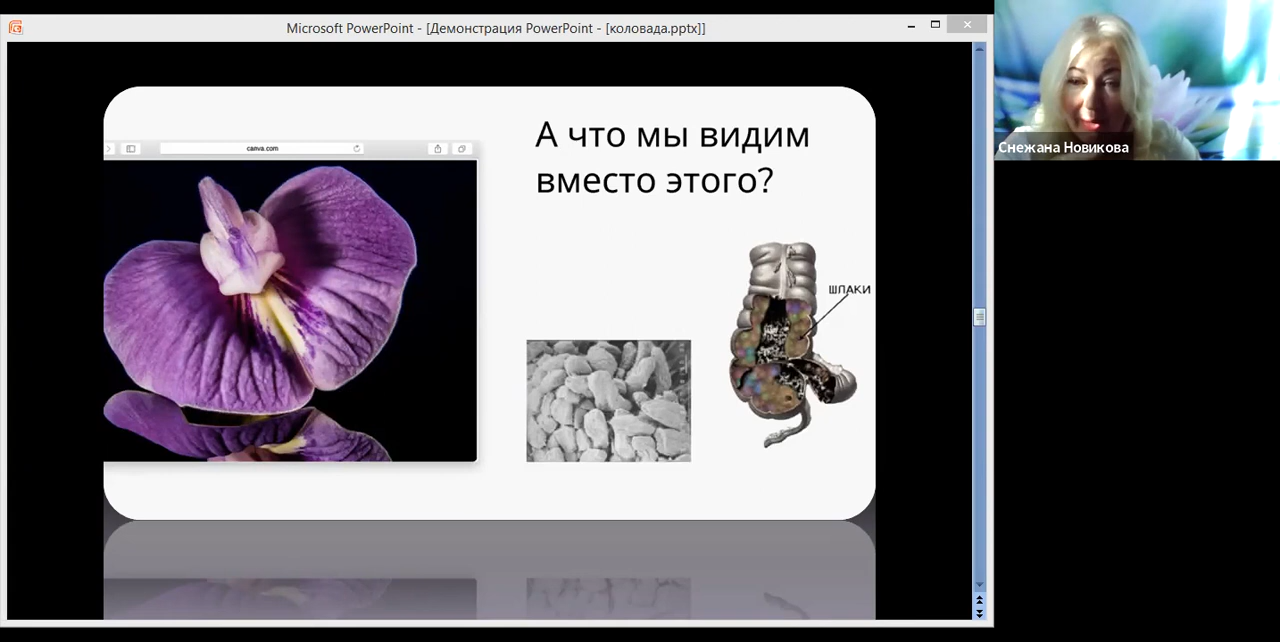 Microsoft PowerPoint - [Демонстрация PowerPoint - [коловада.pptx]]
Снежана Новикова
canva.com
А что мы видим
вместо этого?
ШЛАКИ